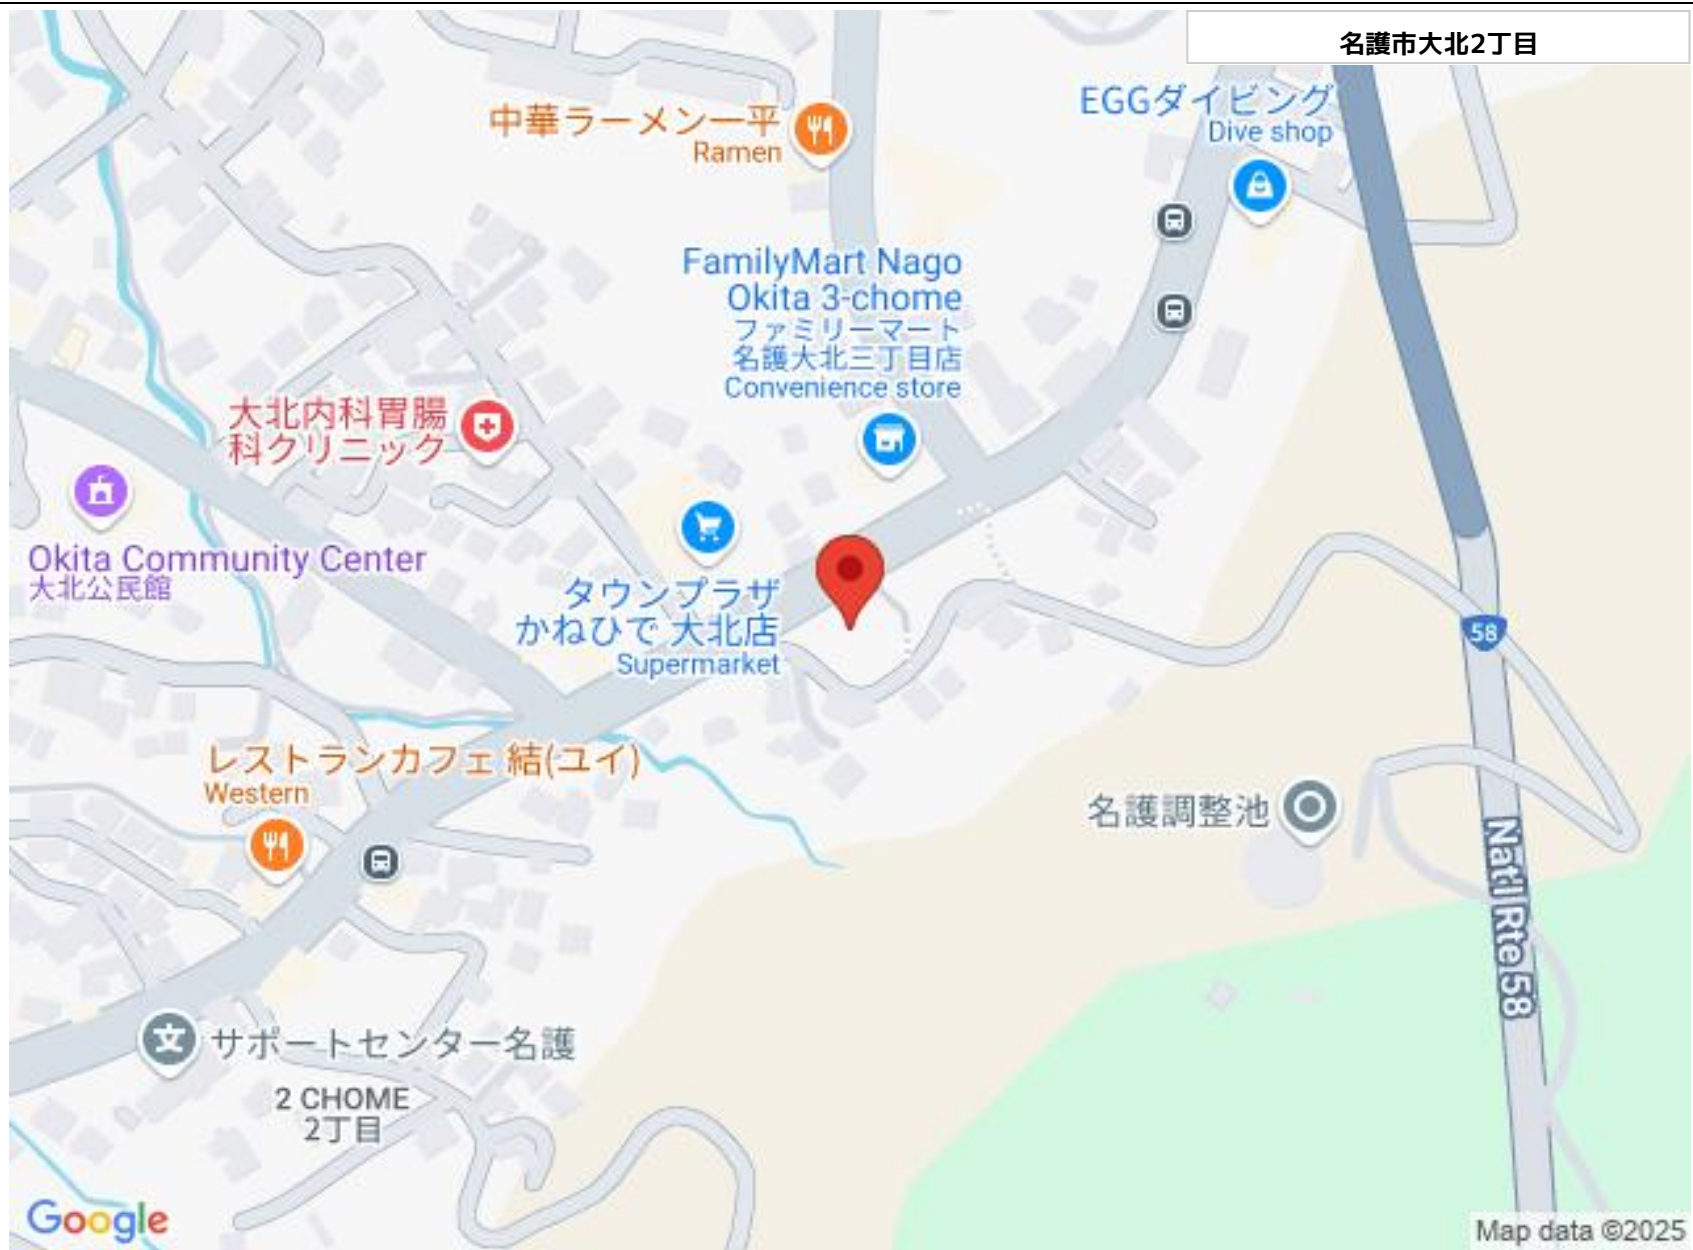 名護市大北2丁目
EGGダイビング
Dive shop
中華ラーメン一平
Ramen
FamilyMart Nago
Okita 3-chome
ファミリーマート
名護大北三丁目店
Convenience store
大北内科胃腸
科クリニック
Okita Community Center
大北公民館
タウンプラザ
かねひで 大北店
Supermarket
58
レストランカフェ 結(ユイ)
Western
名護調整池
Nat'l Rte 58
サポートセンター名護
2 CHOME
2丁目
Google
Map data ©2025